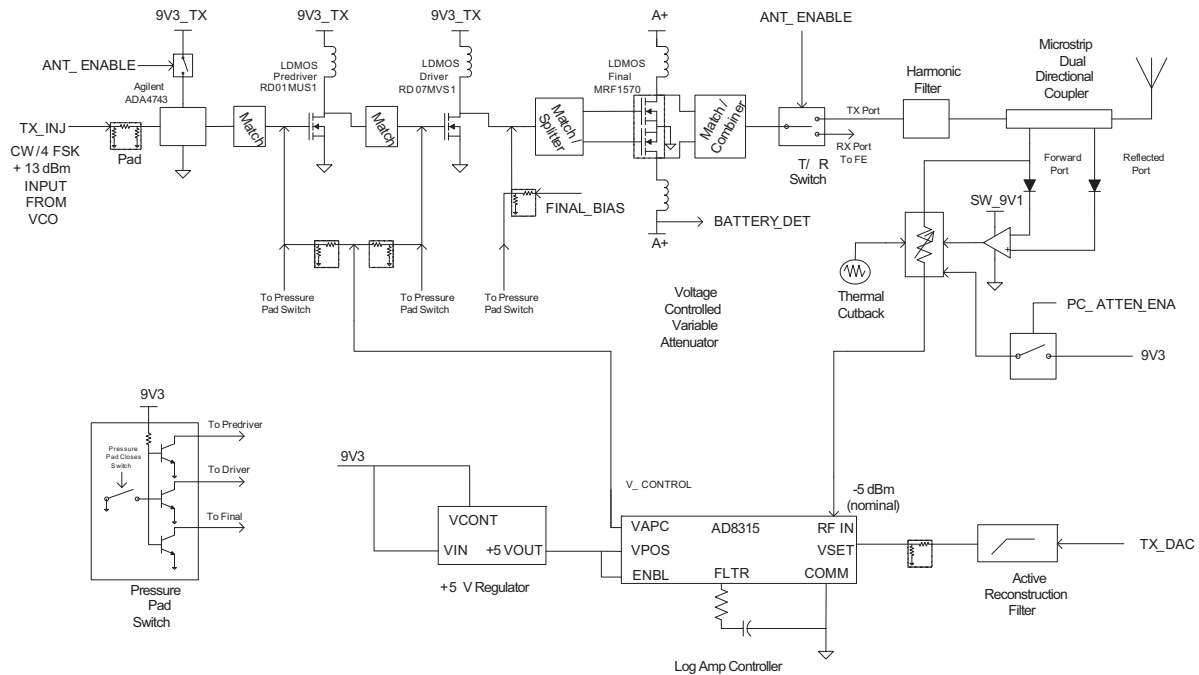 9V3_TX
9V3_TX
9V3_TX
A+
ANT_ENABLE
ANT_ ENABLE
Agilent
ADA4743
LDMOS
Predriver
RD01MUS1
LDMOS
Driver
RD07MVS1
LDMOS
Final
MRF1570
Microstrip
Dual
Directional
Coupler
Harmonic
Filter
TX_INJ
Pad
CW/4 FSK
+ 13 dBm
INPUT
FROM
VCO
Match
Match
Match /
Splitter
Match /
Combiner
TX Port
RX Port
To FE
T/ R
Switch
Forward
Port
Reflected
Port
FINAL_BIAS
BATTERY_DET
A+
SW_9V1
+
Thermal
Cutback
To Pressure
Pad Switch
To Pressure
Pad Switch
To Pressure
Pad Switch
Voltage
Controlled
Variable
Attenuator
PC_ ATTEN_ENA
9V3
9V3
To Predriver
Pressure
Pad Closes
Switch
To Driver
To Final
Pressure
Pad
Switch
9V3
VCONT
VIN
+5 VOUT
+5 V Regulator
V_ CONTROL
-5 dBm
(nominal)
VAPC
AD8315
RF IN
VPOS
VSET
ENBL
FLTR
COMM
TX_DAC
Active
Reconstruction
Filter
Log Amp Controller